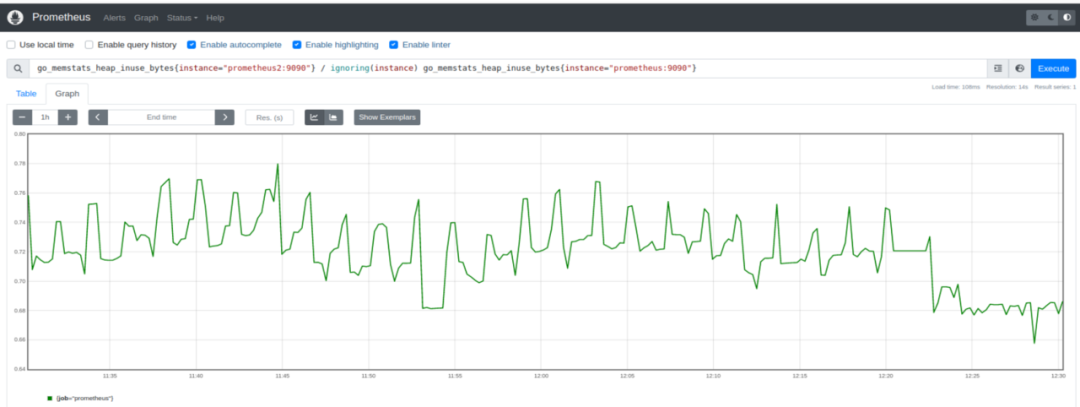 Prometheus Alerts Graph Status Help
Use local time Enable query history Enable autocomplete Enable highlighting Enable linter
go_memstats_heap_inuse_bytes{instance="prometheus2:9090"} / ignoring(instance) go_memstats_heap_inuse_bytes{instance="prometheus:9090"} Execute
Load time: 108ms Resolution: 14s Result series: 1
Table Graph
1h End time Res. (s) Show Exemplars
0.80
0.78
0.76
0.74
0.72
0.70
0.68
0.66
0.64
11:35 11:40 11:45 11:50 11:55 12:00 12:05 12:10 12:15 12:20 12:25 12:30
{job="prometheus"}